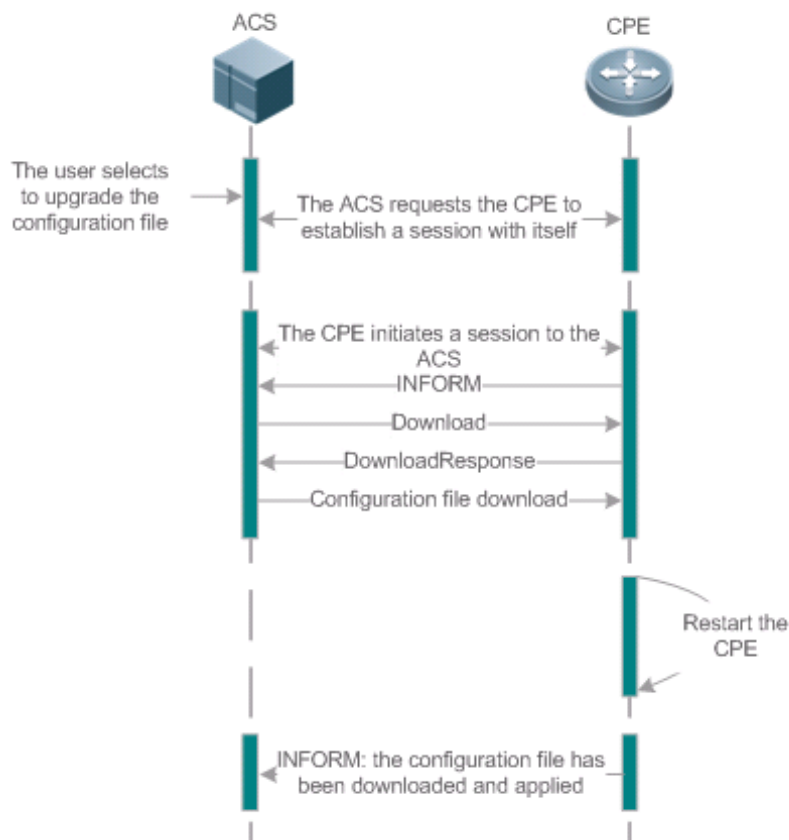 ACS
CPE
The user selects
to upgrade the
configuration file
The ACS requests the CPE to
establish a session with itself
The CPE initiates a session to the
ACS
INFORM
Download
DownloadResponse
Configuration file download
Restart the
CPE
INFORM: the configuration file has
been downloaded and applied